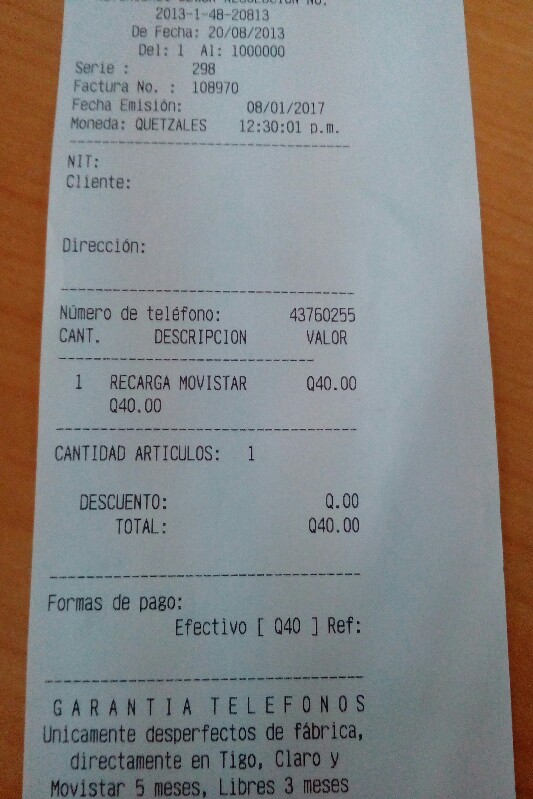 RESOLUCION NO.
2013-1-48-20813
De Fecha: 20/08/2013
Del: 1 Al: 1000000
Serie : 298
Factura No. : 108970
Fecha Emisión: 08/01/2017
Moneda: QUETZALES 12:30:01 p.m.
NIT:
Cliente:
Dirección:
Número de teléfono: 43760255
CANT. DESCRIPCION VALOR
1 RECARGA MOVISTAR Q40.00
Q40.00
CANTIDAD ARTICULOS: 1
DESCUENTO: Q.00
TOTAL: Q40.00
Formas de pago:
Efectivo [ Q40 ] Ref:
GARANTIA TELEFONOS
Unicamente desperfectos de fábrica,
directamente en Tigo, Claro y
Movistar 5 meses, Libres 3 meses